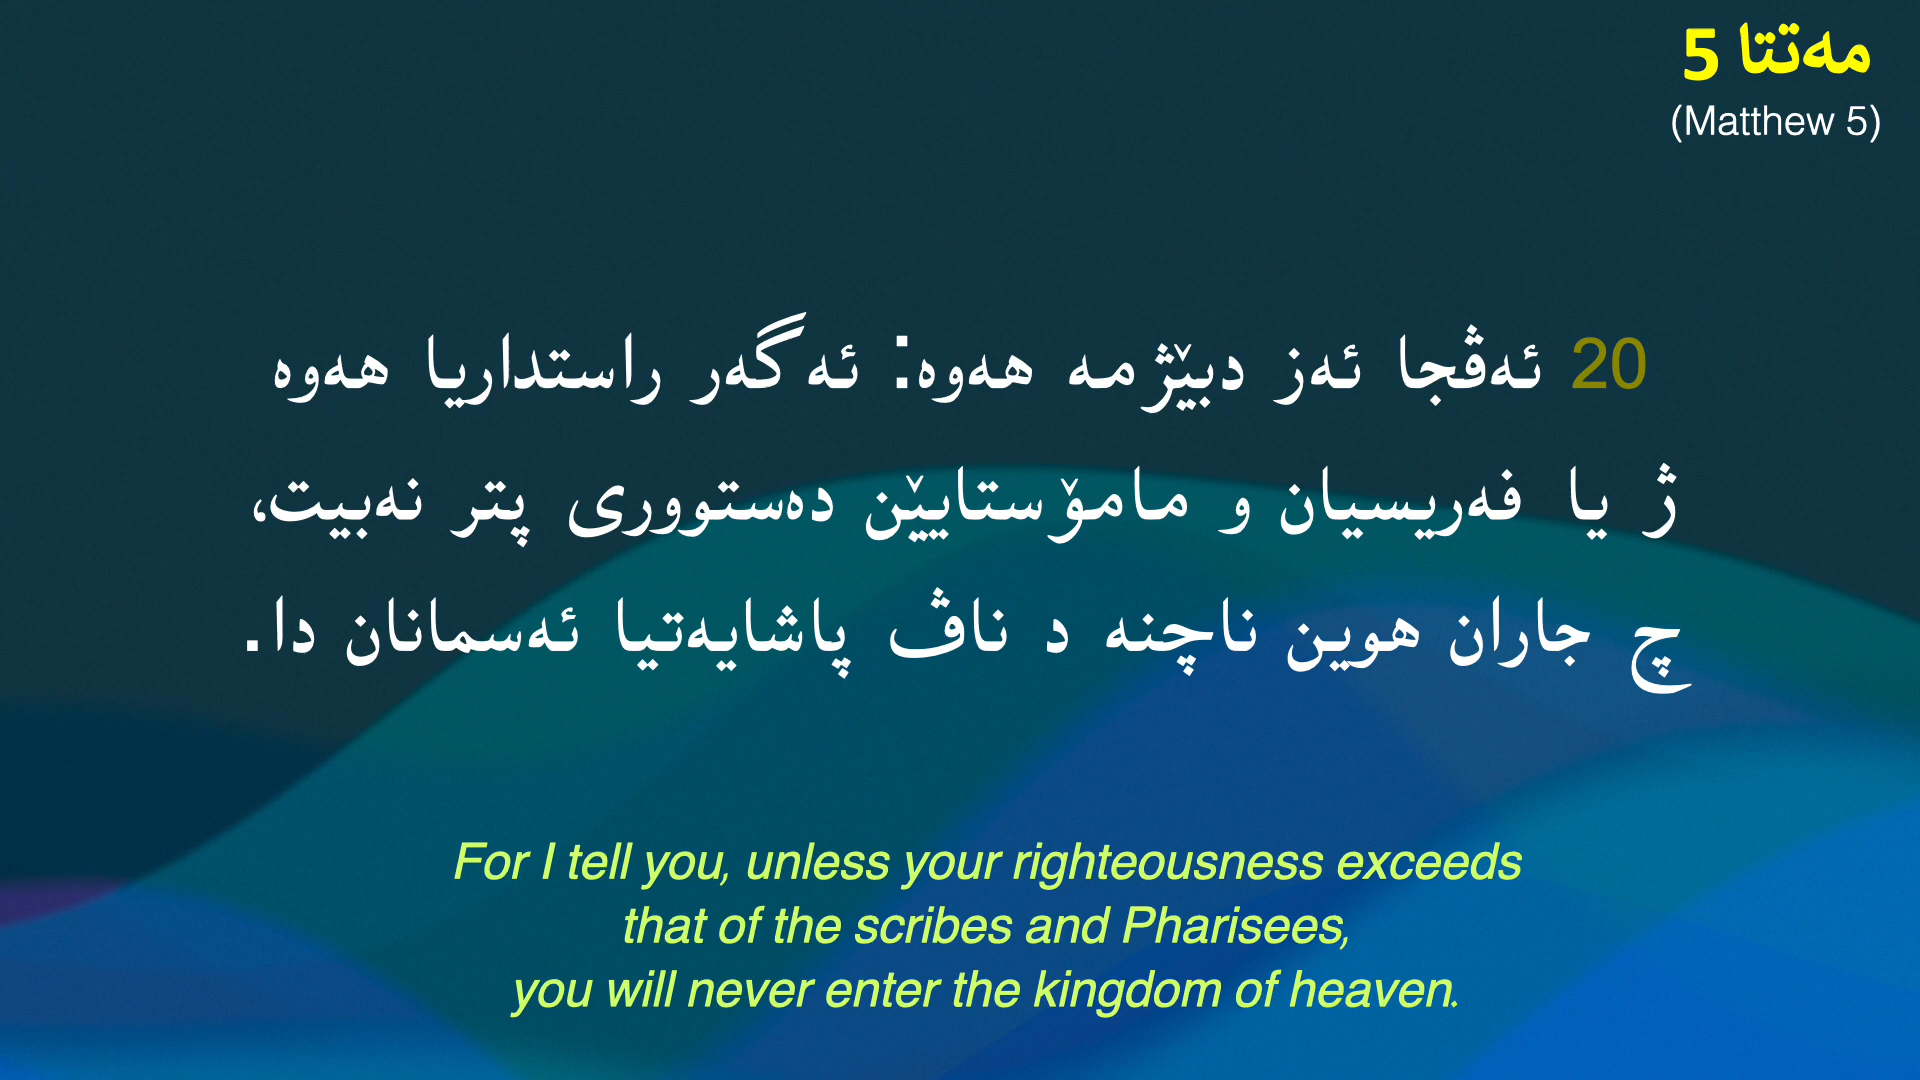 مەتتا 5
(Matthew 5)
20 ئەڤجا ئەز دبێژمە هەوە: ئەگەر راستداریا هەوە
ژ یا فەریسیان و مامۆستایێن دەستووری پتر نەبیت،
چ جاران هوین ناچنە د ناڤ پاشایەتیا ئەسمانان دا.
For I tell you, unless your righteousness exceeds
that of the scribes and Pharisees,
you will never enter the kingdom of heaven.